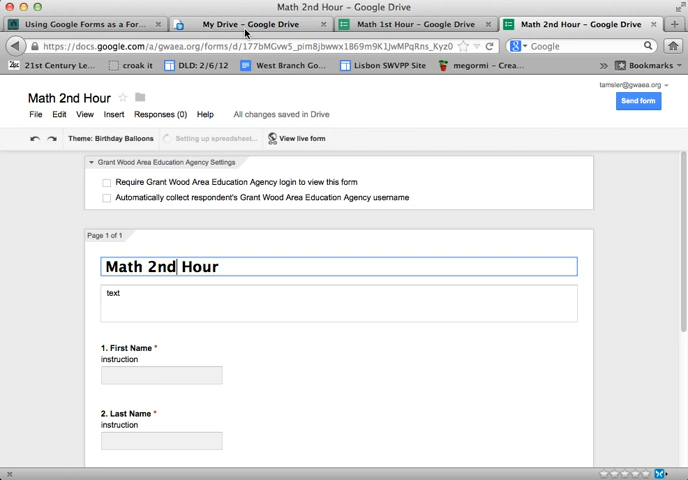 Math 2nd Hour – Google Drive
Using Google Forms as a For...
My Drive – Google Drive
Math 1st Hour – Google Drive
Math 2nd Hour – Google Drive
https://docs.google.com/a/gwaea.org/forms/d/177bMGvw5_pim8jbwwx1B69m9K1jwMPqRns_Kyz0
Google
21st Century Le...
croak it
DLD: 2/6/12
West Branch Go...
Lisbon SWVPP Site
megormi – Crea...
Bookmarks
Math 2nd Hour
tamsler@gwaea.org
Send form
File Edit View Insert Responses (0) Help All changes saved in Drive
Theme: Birthday Balloons Setting up spreadsheet... View live form
Grant Wood Area Education Agency Settings
Require Grant Wood Area Education Agency login to view this form
Automatically collect respondent's Grant Wood Area Education Agency username
Page 1 of 1
Math 2nd Hour
text
1. First Name *
instruction
2. Last Name *
instruction